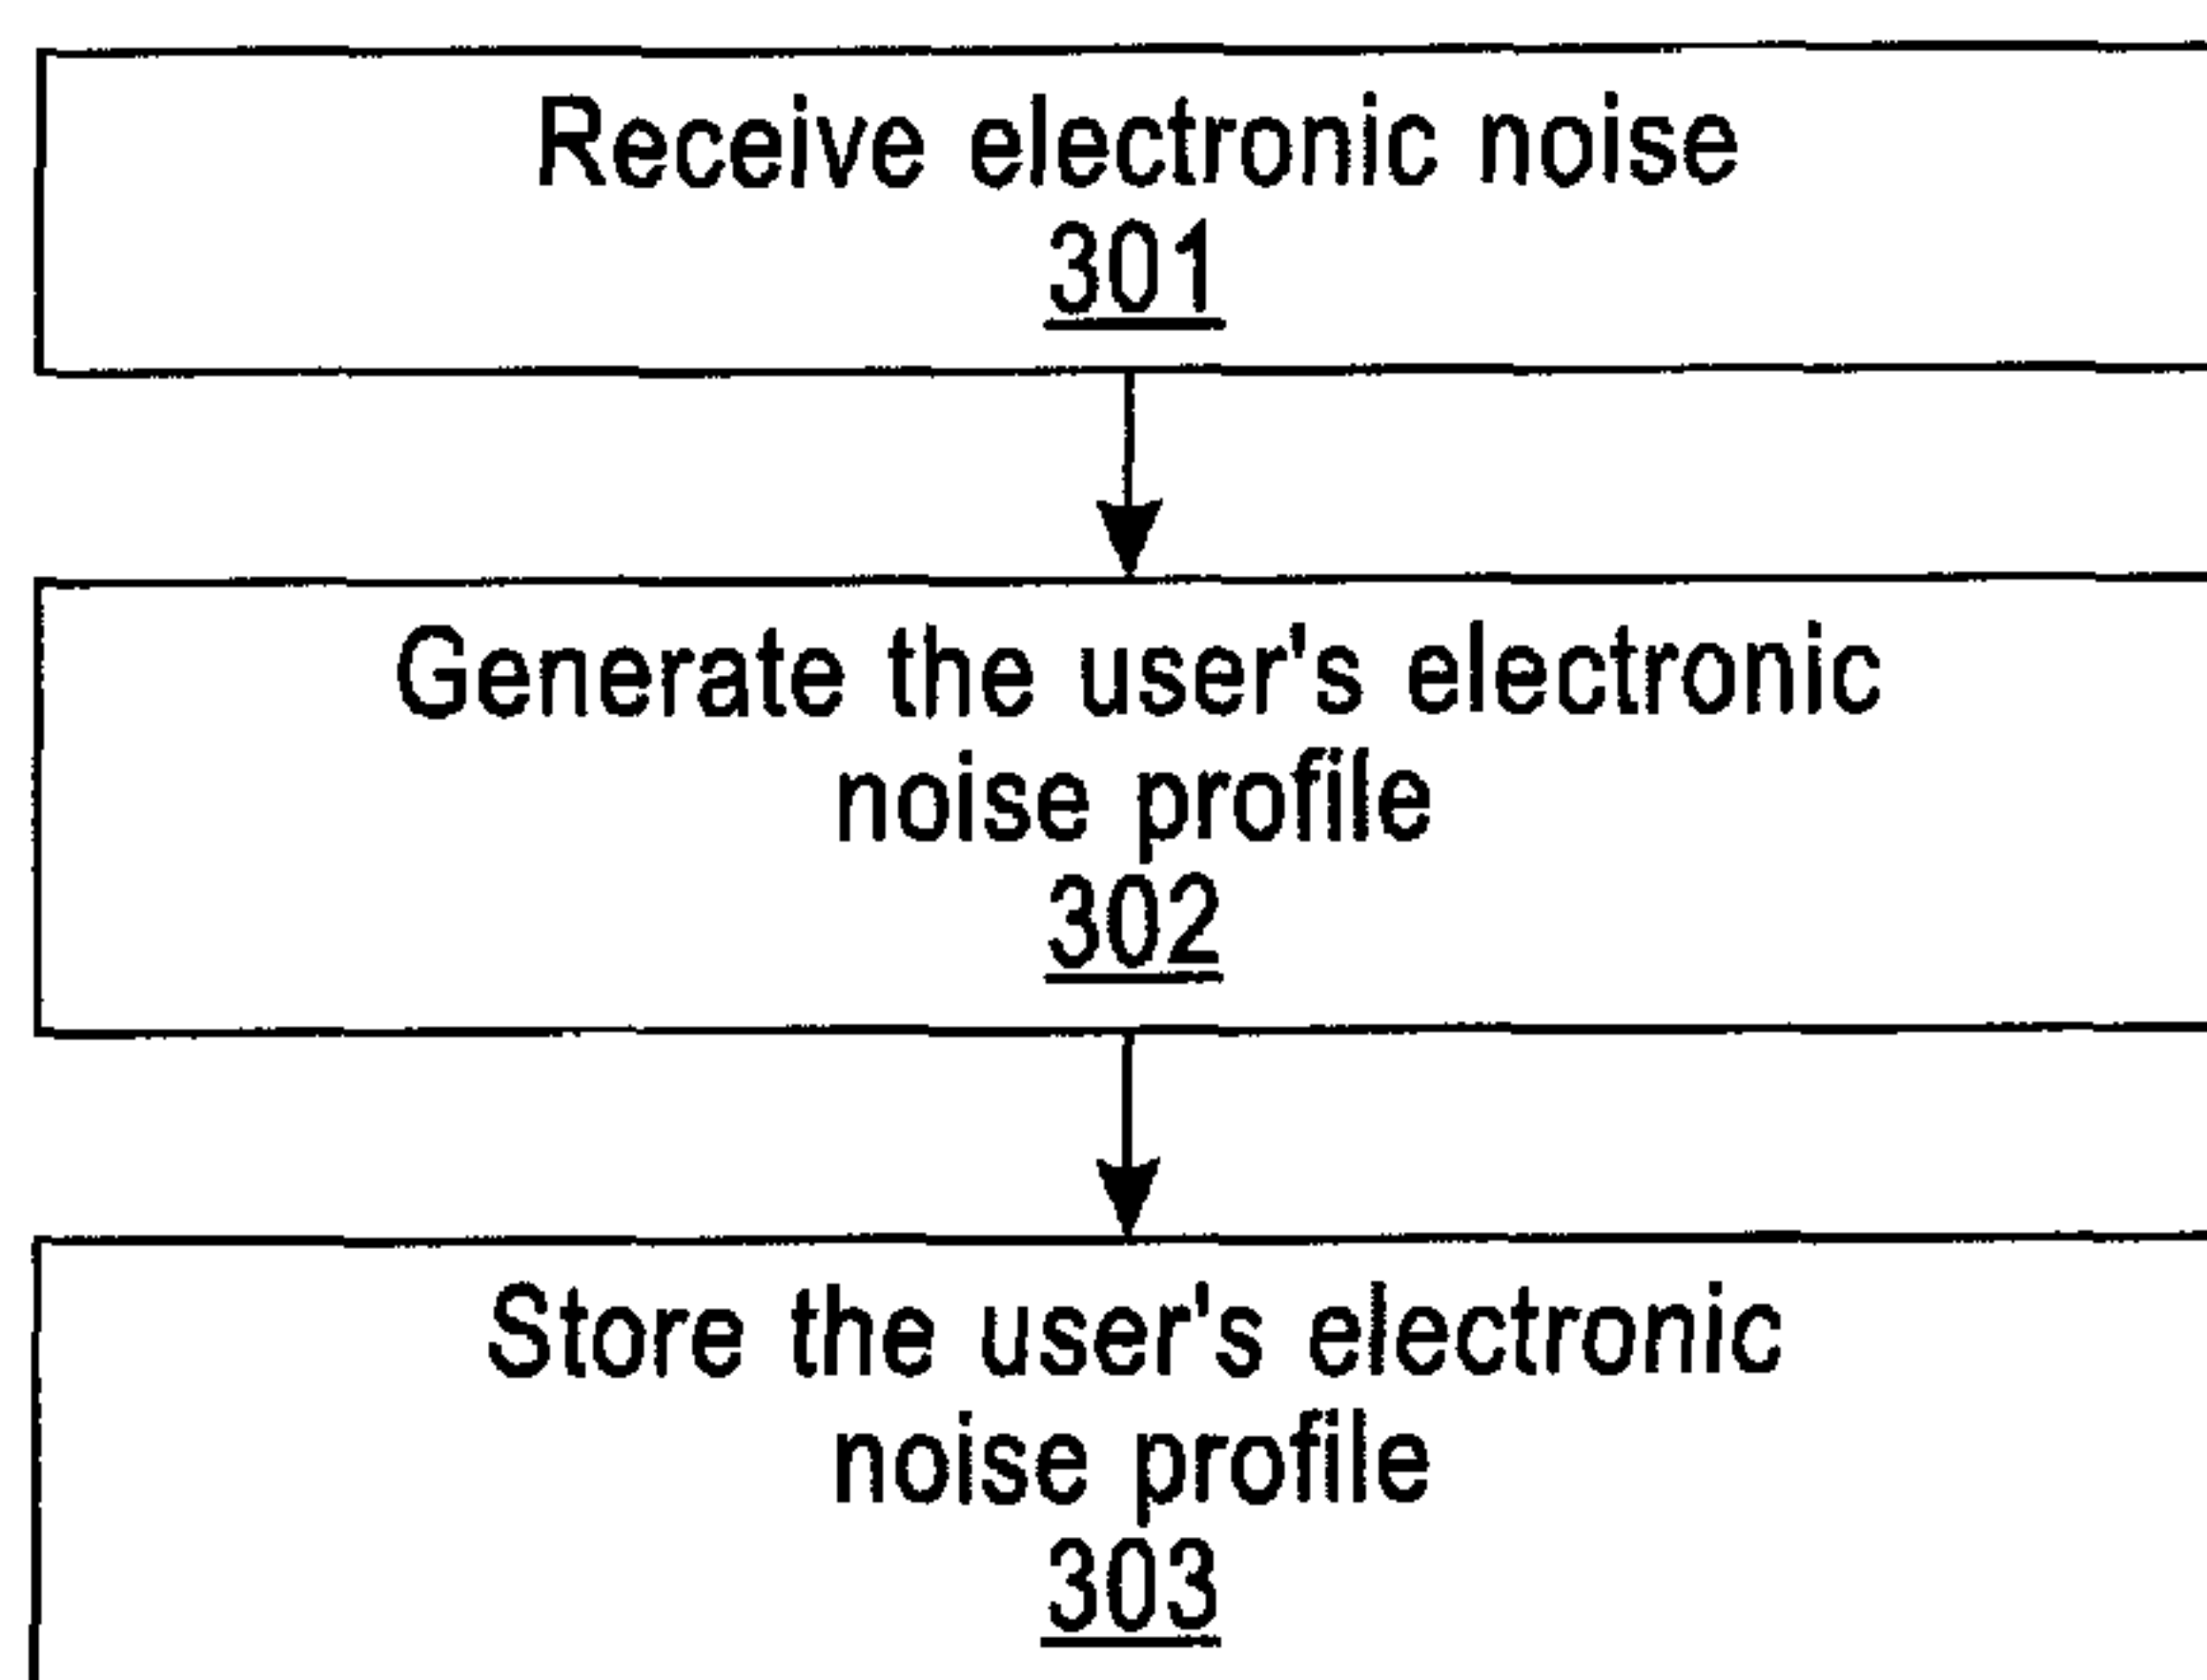 Receive electronic noise
301
Generate the user's electronic
noise profile
302
Store the user's electronic
noise profile
303